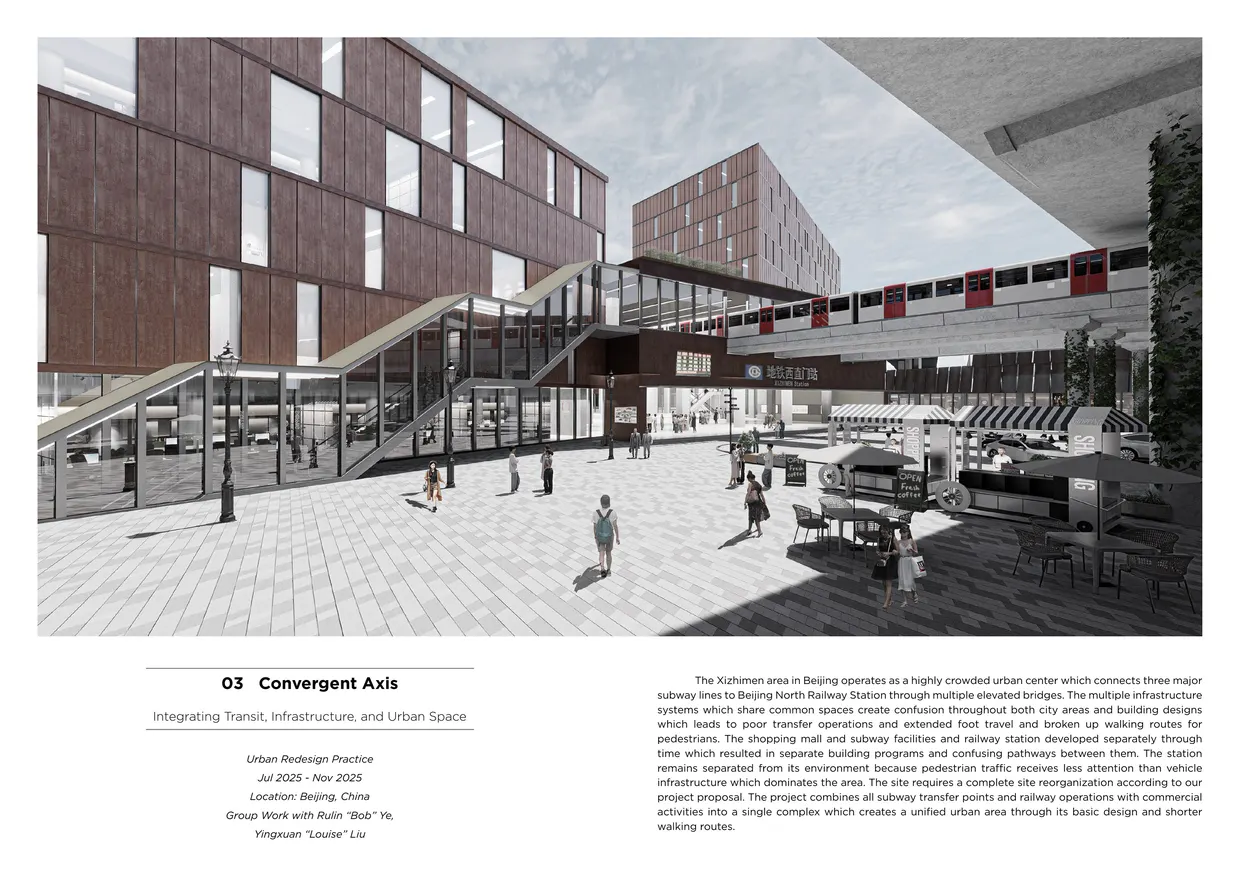 地铁西直门站
XIZHIMEN Station
SHOPPING
OPEN
Fresh
coffee
OPEN
Fresh
coffee
03 Convergent Axis
Integrating Transit, Infrastructure, and Urban Space
Urban Redesign Practice
Jul 2025 - Nov 2025
Location: Beijing, China
Group Work with Rulin “Bob” Ye,
Yingxuan “Louise” Liu
The Xizhimen area in Beijing operates as a highly crowded urban center which connects three major
subway lines to Beijing North Railway Station through multiple elevated bridges. The multiple infrastructure
systems which share common spaces create confusion throughout both city areas and building designs
which leads to poor transfer operations and extended foot travel and broken up walking routes for
pedestrians. The shopping mall and subway facilities and railway station developed separately through
time which resulted in separate building programs and confusing pathways between them. The station
remains separated from its environment because pedestrian traffic receives less attention than vehicle
infrastructure which dominates the area. The site requires a complete site reorganization according to our
project proposal. The project combines all subway transfer points and railway operations with commercial
activities into a single complex which creates a unified urban area through its basic design and shorter
walking routes.